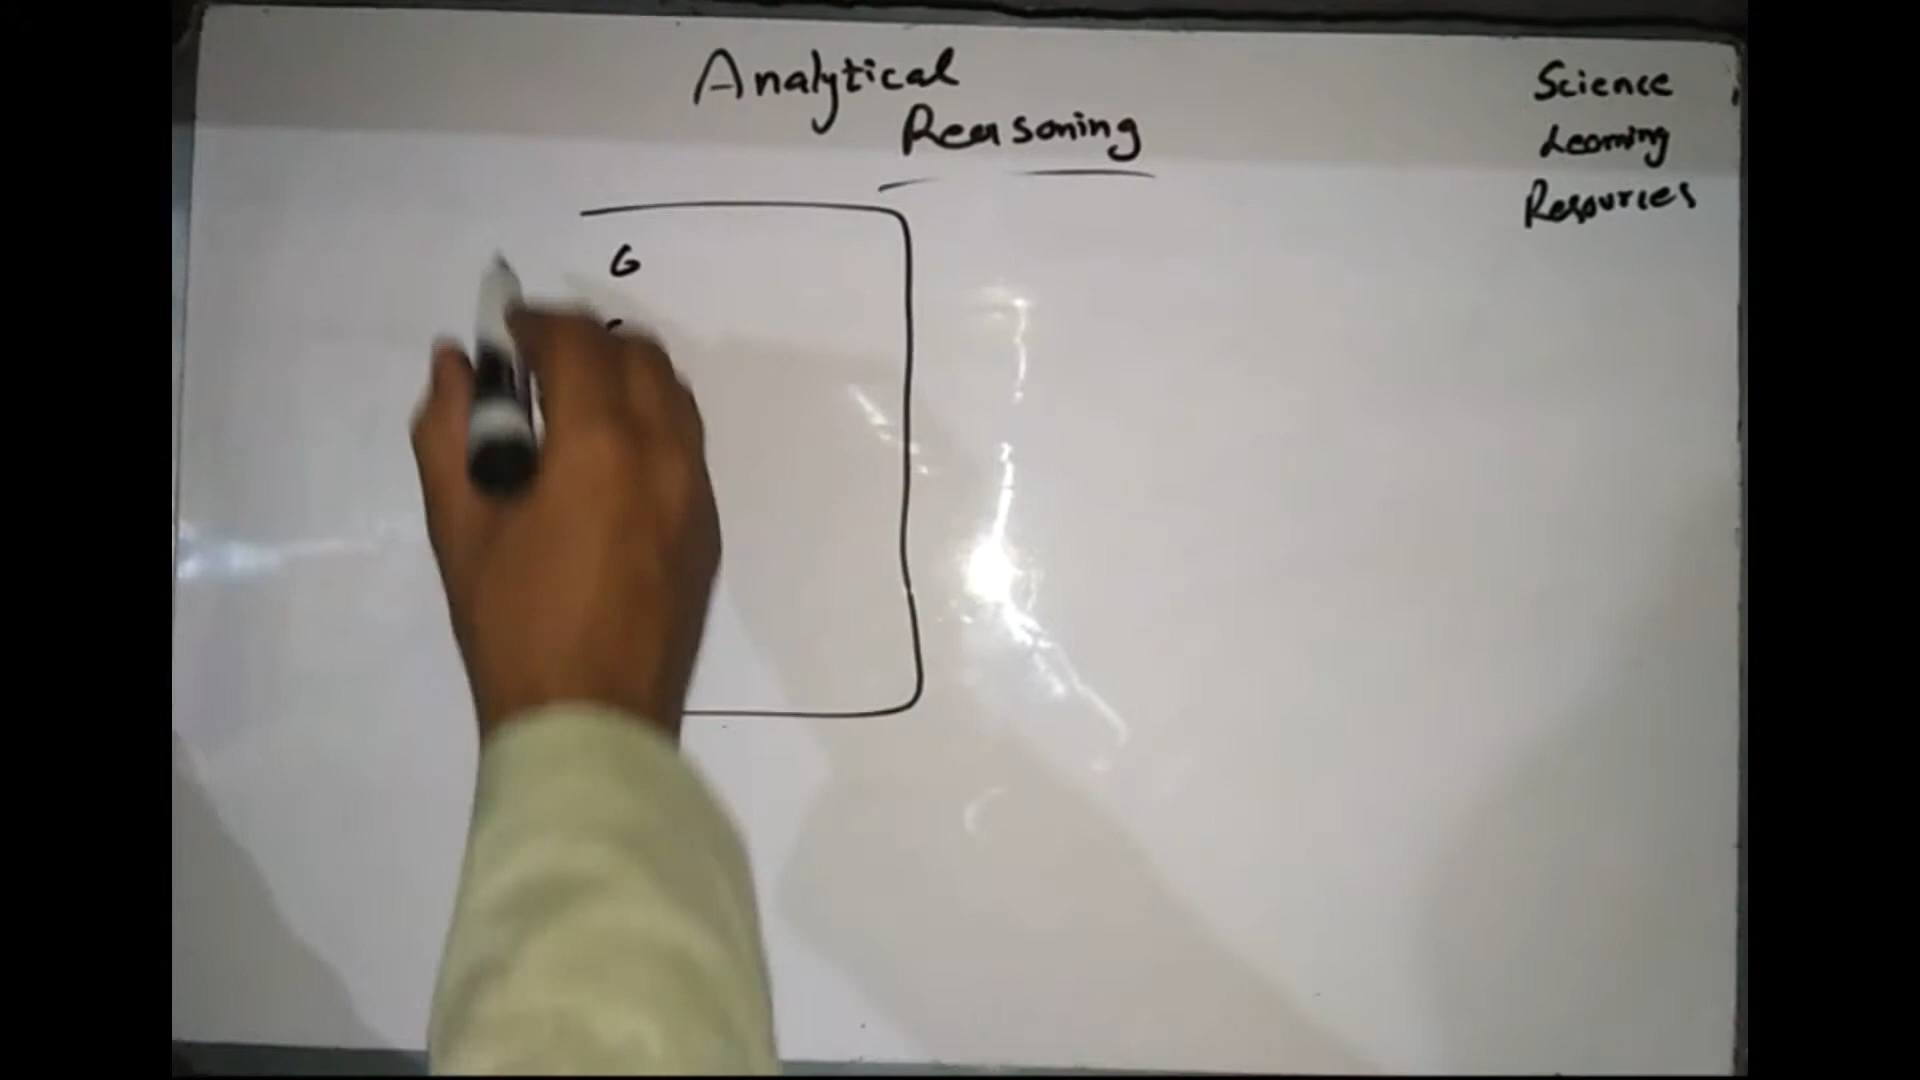 Analytical
Reasoning
Science
Learning
Resources
G